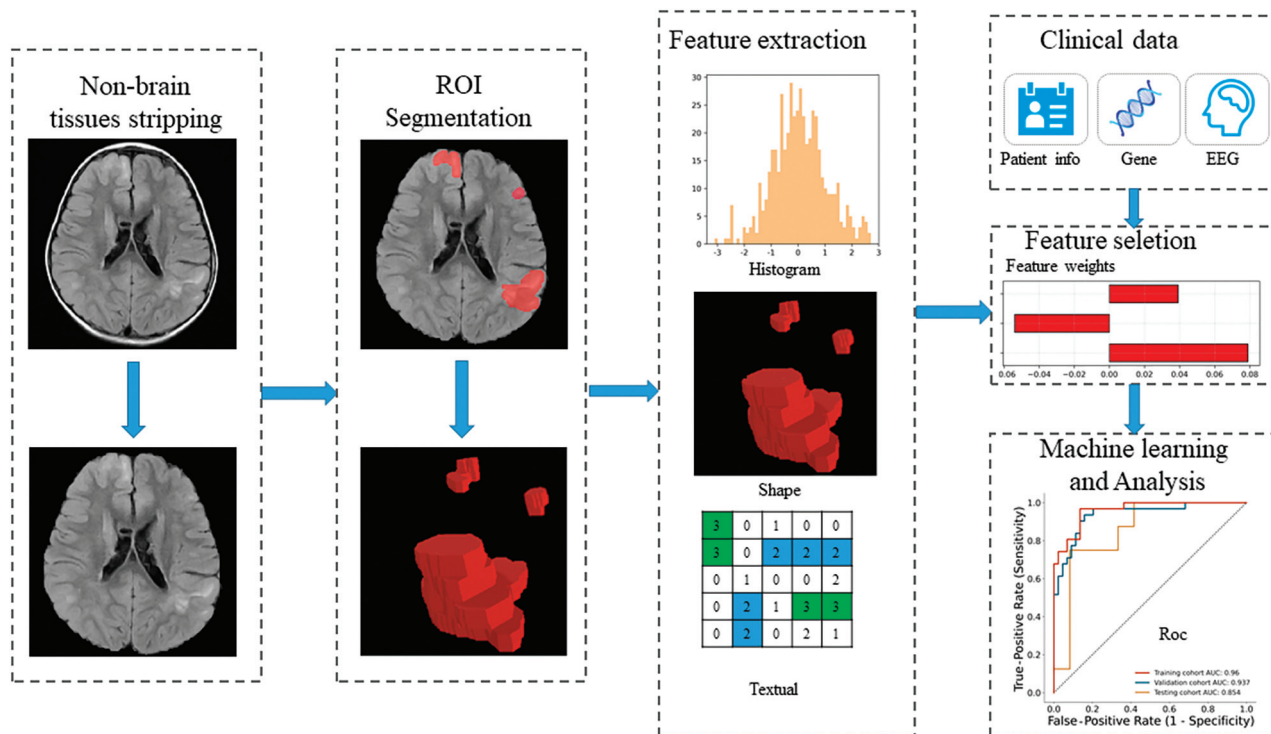 Non-brain
tissues stripping
ROI
Segmentation
Feature extraction
30
25
20
15
10
5
0
-3 -2 -1 0 1 2 3
Histogram
Shape
3 0 1 0 0
3 0 2 2 2
0 1 0 0 2
0 2 1 3 3
0 2 0 2 1
Textual
Clinical data
Patient info Gene EEG
Feature seletion
Feature weights
0.06 −0.04 −0.02 0.00 0.02 0.04 0.06 0.08
Machine learning
and Analysis
True-Positive Rate (Sensitivity)
1.0
0.8
0.6
0.4
0.2
0.0
Roc
Training cohort AUC: 0.96
Validation cohort AUC: 0.937
Testing cohort AUC: 0.854
0.0 0.2 0.4 0.6 0.8 1.0
False-Positive Rate (1 - Specificity)